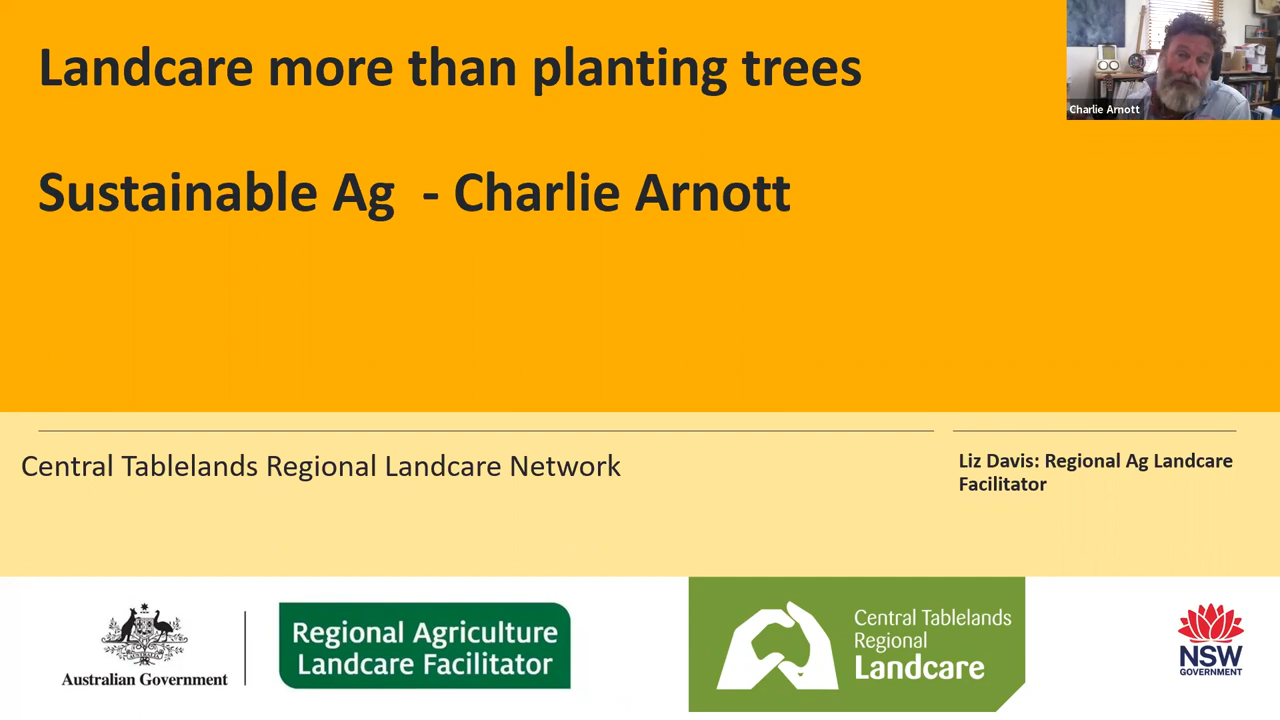 Landcare more than planting trees
Charlie Arnott
Sustainable Ag - Charlie Arnott
Central Tablelands Regional Landcare Network
Liz Davis: Regional Ag Landcare
Facilitator
Australian Government
Regional Agriculture
Landcare Facilitator
Central Tablelands
Regional
Landcare
NSW
GOVERNMENT